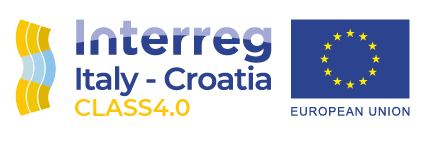 Interreg
Italy - Croatia
CLASS4.0
EUROPEAN UNION